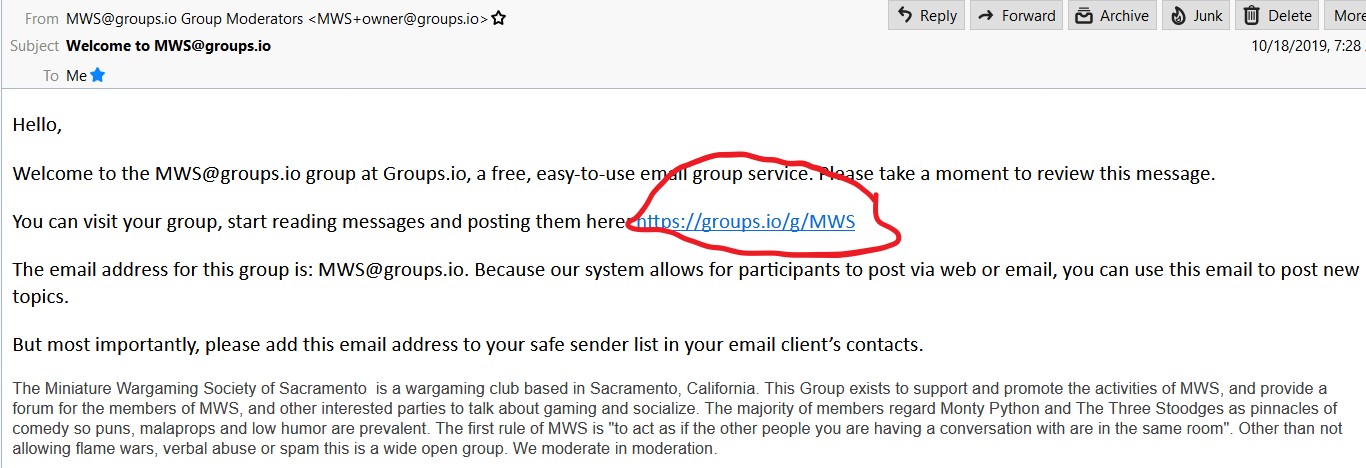 From MWS@groups.io Group Moderators <MWS+owner@groups.io>
Reply Forward Archive Junk Delete More
Subject Welcome to MWS@groups.io
10/18/2019, 7:28
To Me
Hello,
Welcome to the MWS@groups.io group at Groups.io, a free, easy-to-use email group service. Please take a moment to review this message.
You can visit your group, start reading messages and posting them here: https://groups.io/g/MWS
The email address for this group is: MWS@groups.io. Because our system allows for participants to post via web or email, you can use this email to post new
topics.
But most importantly, please add this email address to your safe sender list in your email client’s contacts.
The Miniature Wargaming Society of Sacramento is a wargaming club based in Sacramento, California. This Group exists to support and promote the activities of MWS, and provide a
forum for the members of MWS, and other interested parties to talk about gaming and socialize. The majority of members regard Monty Python and The Three Stoodges as pinnacles of
comedy so puns, malaprops and low humor are prevalent. The first rule of MWS is "to act as if the other people you are having a conversation with are in the same room". Other than not
allowing flame wars, verbal abuse or spam this is a wide open group. We moderate in moderation.